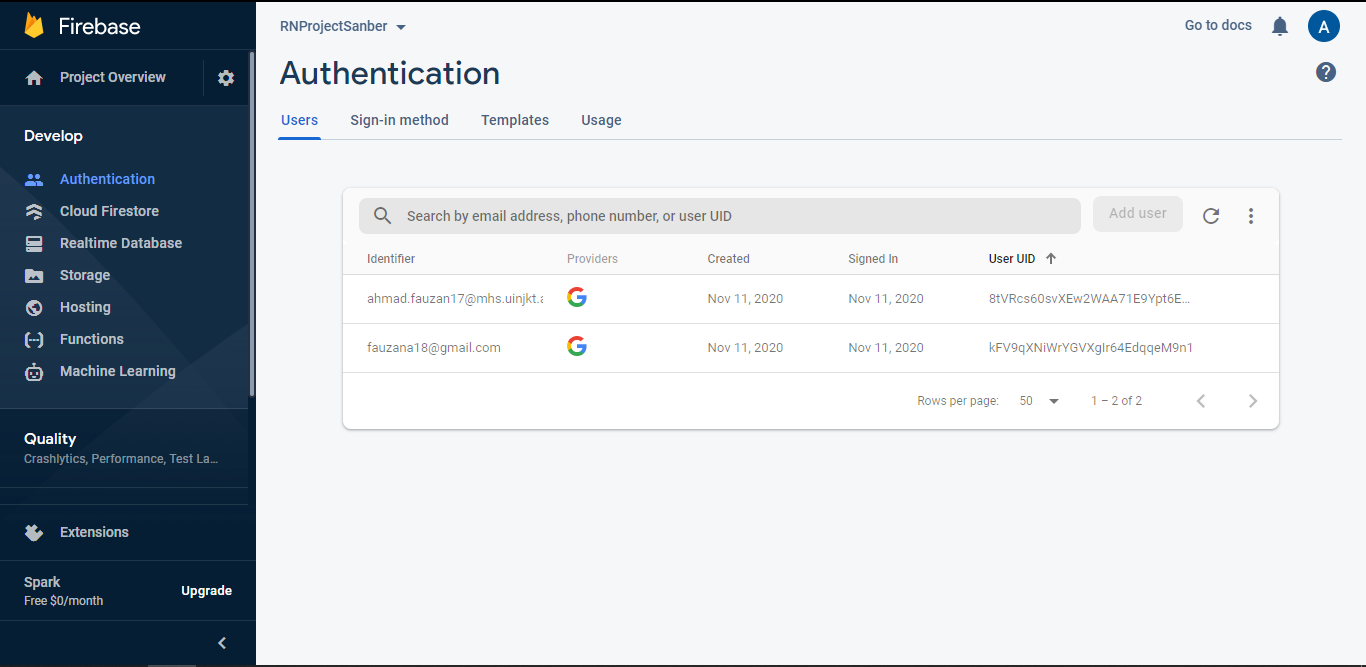 Firebase
Project Overview
Develop
Authentication
Cloud Firestore
Realtime Database
Storage
Hosting
Functions
Machine Learning
Quality
Crashlytics, Performance, Test La...
Extensions
Spark
Free $0/month
Upgrade
RNProjectSanber
Go to docs
A
Authentication
Users Sign-in method Templates Usage
Search by email address, phone number, or user UID
Add user
Identifier Providers Created Signed In User UID
ahmad.fauzan17@mhs.uinjkt.a Nov 11, 2020 Nov 11, 2020 8tVRcs60svXEw2WAA71E9Ypt6E...
fauzana18@gmail.com Nov 11, 2020 Nov 11, 2020 kFV9qXNiWrYGVXgIr64EdqqeM9n1
Rows per page: 50 1 – 2 of 2